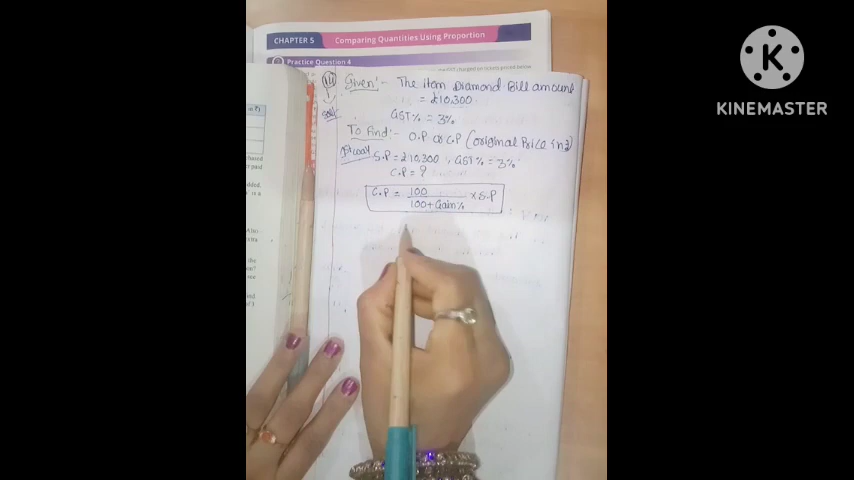 CHAPTER 5 Comparing Quantities Using Proportion
Practice Question 4
Given:- The item Diamond Bill amount
= ₹10,300
GST% = 3%
To Find:- O.P or C.P (original Price in ₹)
S.P = ₹10,300, GST% = 3%
C.P = ?
C.P = 100 / 100 + Gain% × S.P
K
KINEMASTER